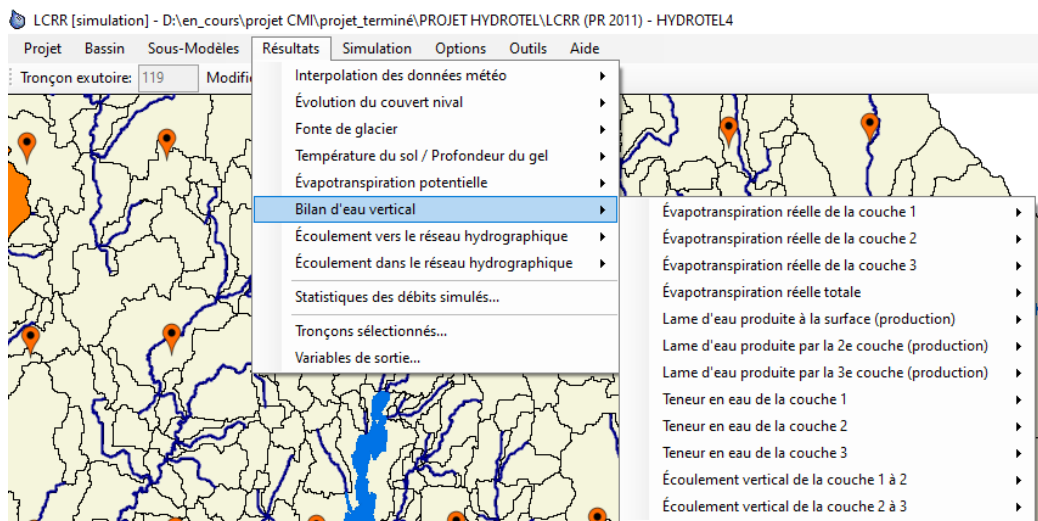 LCRR [simulation] - D:\en_cours\projet CMI\projet_terminé\PROJET HYDROTEL\LCRR (PR 2011) - HYDROTEL4
Projet Bassin Sous-Modèles Résultats Simulation Options Outils Aide
Tronçon exutoire: 119 Modifie
Interpolation des données météo
Évolution du couvert nival
Fonte de glacier
Température du sol / Profondeur du gel
Évapotranspiration potentielle
Bilan d'eau vertical
Écoulement vers le réseau hydrographique
Écoulement dans le réseau hydrographique
Statistiques des débits simulés...
Tronçons sélectionnés...
Variables de sortie...
Évapotranspiration réelle de la couche 1
Évapotranspiration réelle de la couche 2
Évapotranspiration réelle de la couche 3
Évapotranspiration réelle totale
Lame d'eau produite à la surface (production)
Lame d'eau produite par la 2e couche (production)
Lame d'eau produite par la 3e couche (production)
Teneur en eau de la couche 1
Teneur en eau de la couche 2
Teneur en eau de la couche 3
Écoulement vertical de la couche 1 à 2
Écoulement vertical de la couche 2 à 3